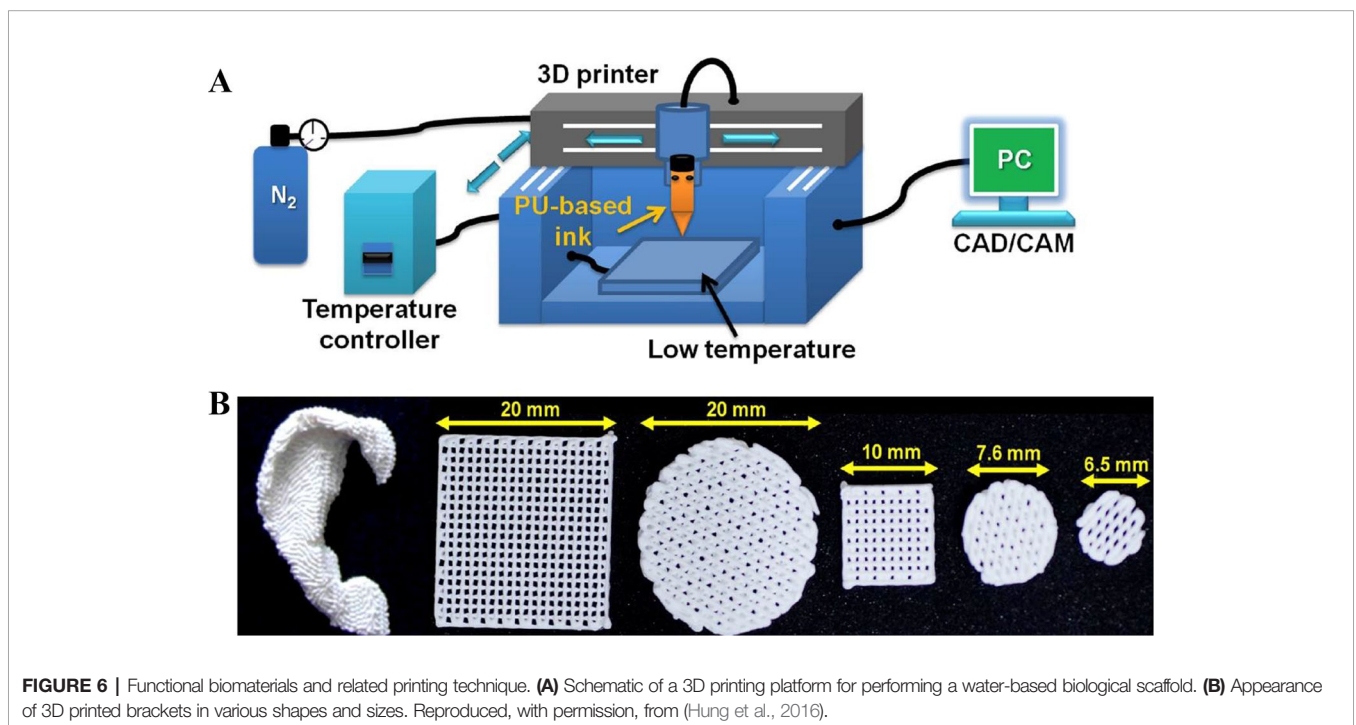 A
3D printer
N2
PU-based
ink
PC
CAD/CAM
Temperature
controller
Low temperature
B
20 mm
20 mm
10 mm
7.6 mm
6.5 mm
FIGURE 6 | Functional biomaterials and related printing technique. (A) Schematic of a 3D printing platform for performing a water-based biological scaffold. (B) Appearance
of 3D printed brackets in various shapes and sizes. Reproduced, with permission, from (Hung et al., 2016).